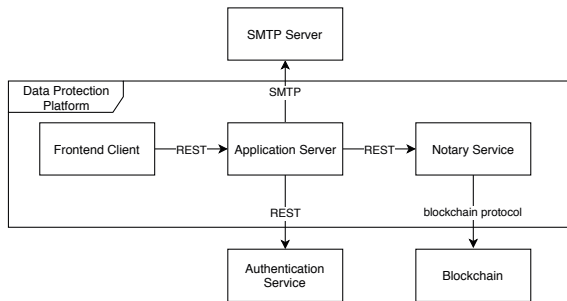 SMTP Server
Data Protection
Platform
SMTP
Frontend Client
REST
Application Server
REST
Notary Service
REST
blockchain protocol
Authentication
Service
Blockchain